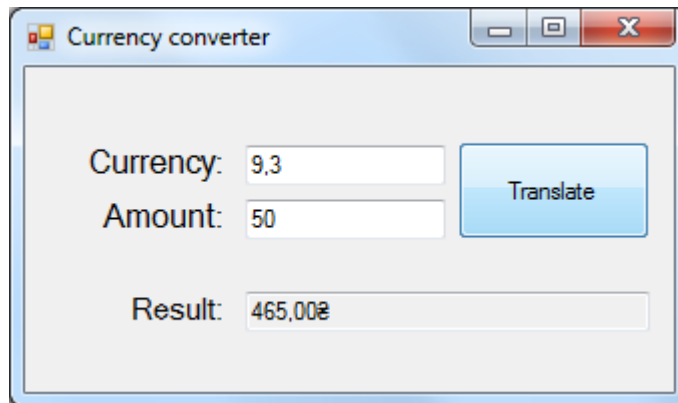 Currency converter
Currency: 9,3
Translate
Amount: 50
Result: 465,00₴